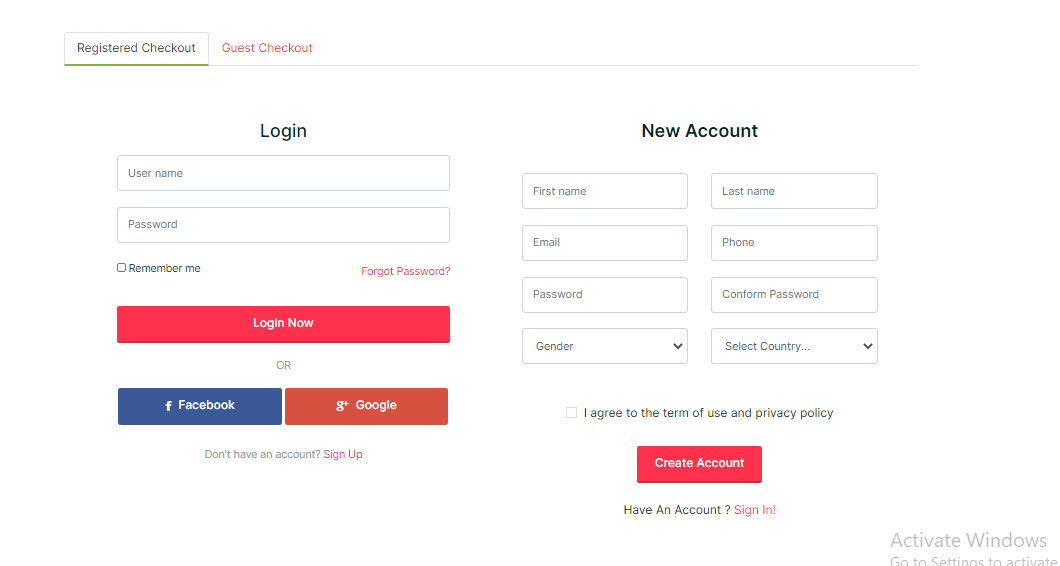 Registered Checkout
Guest Checkout
Login
User name
Password
Remember me
Forgot Password?
Login Now
OR
Facebook
Google
Don't have an account? Sign Up
New Account
First name
Last name
Email
Phone
Password
Conform Password
Gender
Select Country...
I agree to the term of use and privacy policy
Create Account
Have An Account ? Sign In!
Activate Windows
Go to Settings to activate